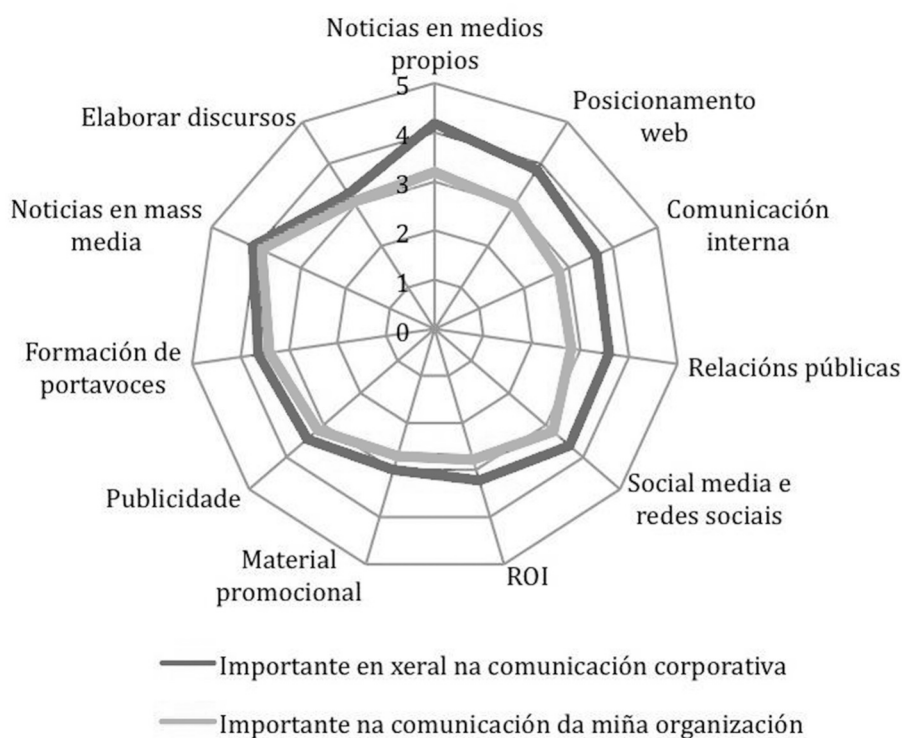 Noticias en medios
propios
Posicionamento
web
Comunicación
interna
Relacións públicas
Social media e
redes sociais
ROI
Material
promocional
Publicidade
Formación de
portavoces
Noticias en mass
media
Elaborar discursos
5
4
3
2
1
0
Importante en xeral na comunicación corporativa
Importante na comunicación da miña organización